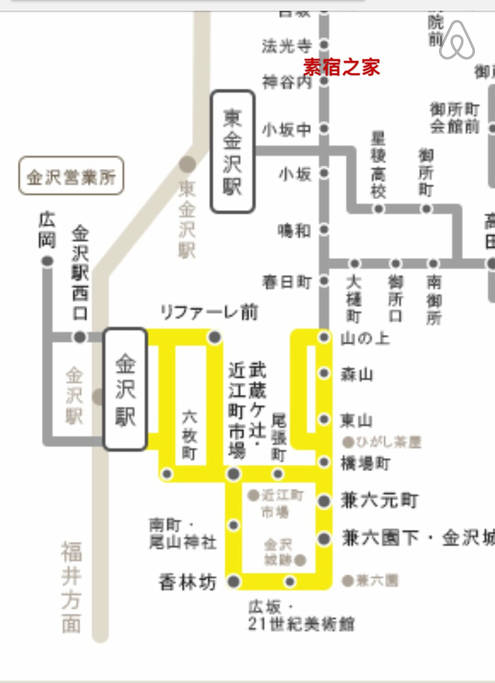 法光寺
素宿之家
神谷内
院前
御所町
会館前
東金沢駅
小坂中
星稜高校
御所町
金沢営業所
小坂
東金沢駅
広岡
金沢駅西口
鳴和
春日町
大樋町
御所口
南御所
リファーレ前
山の上
金沢駅
金沢駅
武蔵ケ辻・
近江町市場
森山
六枚町
尾張町
東山
ひがし茶屋
橋場町
近江町
市場
兼六元町
南町・
尾山神社
金沢
城跡
兼六園下・金沢城
福井方面
香林坊
兼六園
広坂・
21世紀美術館